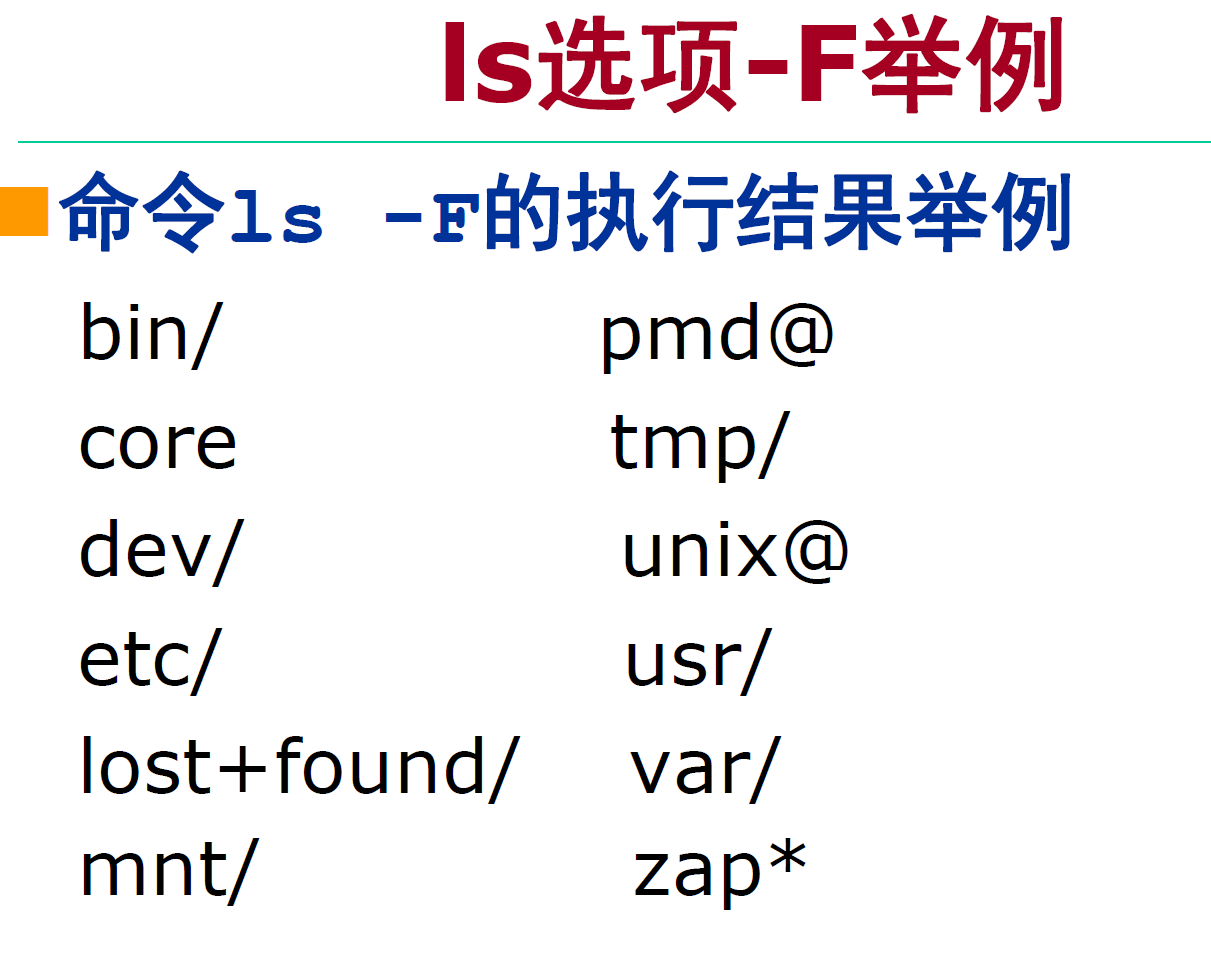 ls选项-F举例
命令ls -F的执行结果举例
bin/ pmd@
core tmp/
dev/ unix@
etc/ usr/
lost+found/ var/
mnt/ zap*